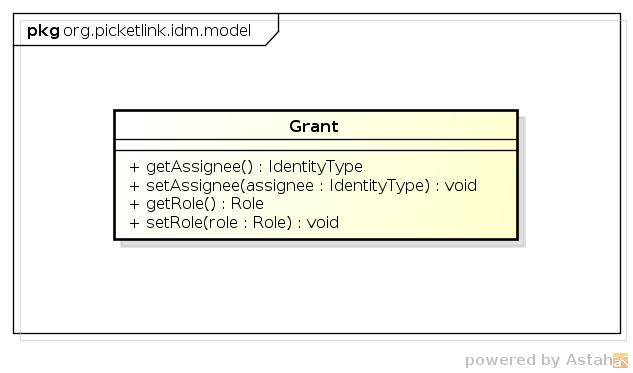 pkg org.picketlink.idm.model
Grant
+ getAssignee() : IdentityType
+ setAssignee(assignee : IdentityType) : void
+ getRole() : Role
+ setRole(role : Role) : void
powered by Astah